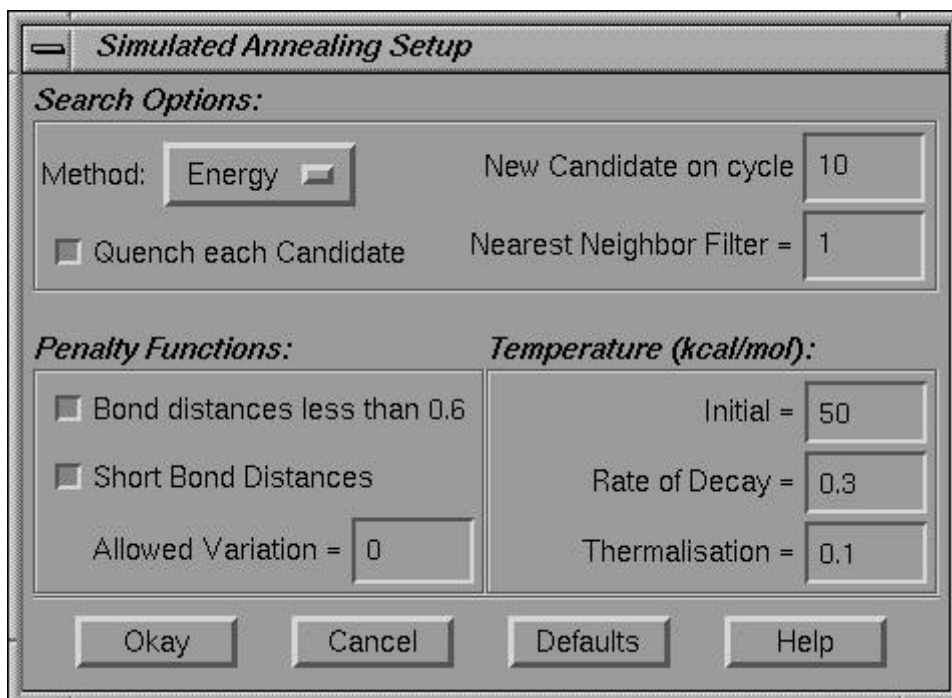 Simulated Annealing Setup
Search Options:
Method: Energy
New Candidate on cycle 10
Quench each Candidate
Nearest Neighbor Filter = 1
Penalty Functions:
Bond distances less than 0.6
Short Bond Distances
Allowed Variation = 0
Temperature (kcal/mol):
Initial = 50
Rate of Decay = 0.3
Thermalisation = 0.1
Okay Cancel Defaults Help